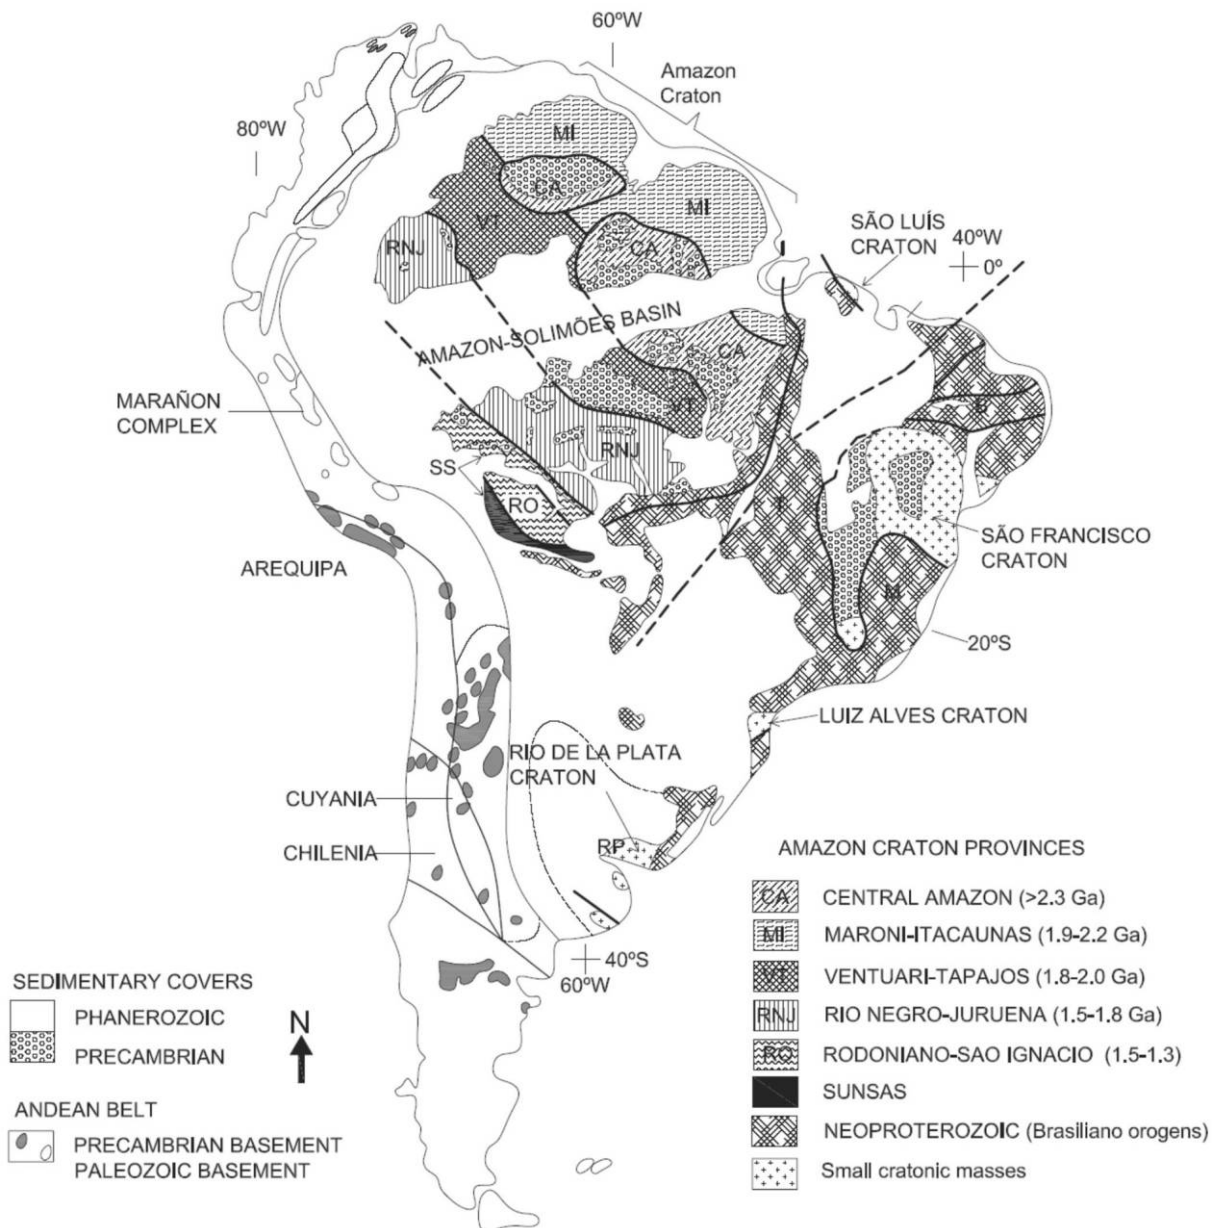 60ºW
Amazon
Craton
80ºW
MI
CA
MI
VT
RNJ
CA
SÃO LUÍS
CRATON
40ºW
0º
AMAZON-SOLIMÕES BASIN
CA
VT
B
MARAÑON
COMPLEX
RNJ
SS
RO
T
SÃO FRANCISCO
CRATON
AREQUIPA
M
20ºS
LUIZ ALVES CRATON
RIO DE LA PLATA
CRATON
CUYANIA
CHILENIA
RP
40ºS
60ºW
AMAZON CRATON PROVINCES
CA CENTRAL AMAZON (>2.3 Ga)
MI MARONI-ITACAUNAS (1.9-2.2 Ga)
VT VENTUARI-TAPAJOS (1.8-2.0 Ga)
RNJ RIO NEGRO-JURUENA (1.5-1.8 Ga)
RO RODONIANO-SAO IGNACIO (1.5-1.3)
SUNSAS
NEOPROTEROZOIC (Brasiliano orogens)
Small cratonic masses
SEDIMENTARY COVERS
PHANEROZOIC
PRECAMBRIAN
N
ANDEAN BELT
PRECAMBRIAN BASEMENT
PALEOZOIC BASEMENT